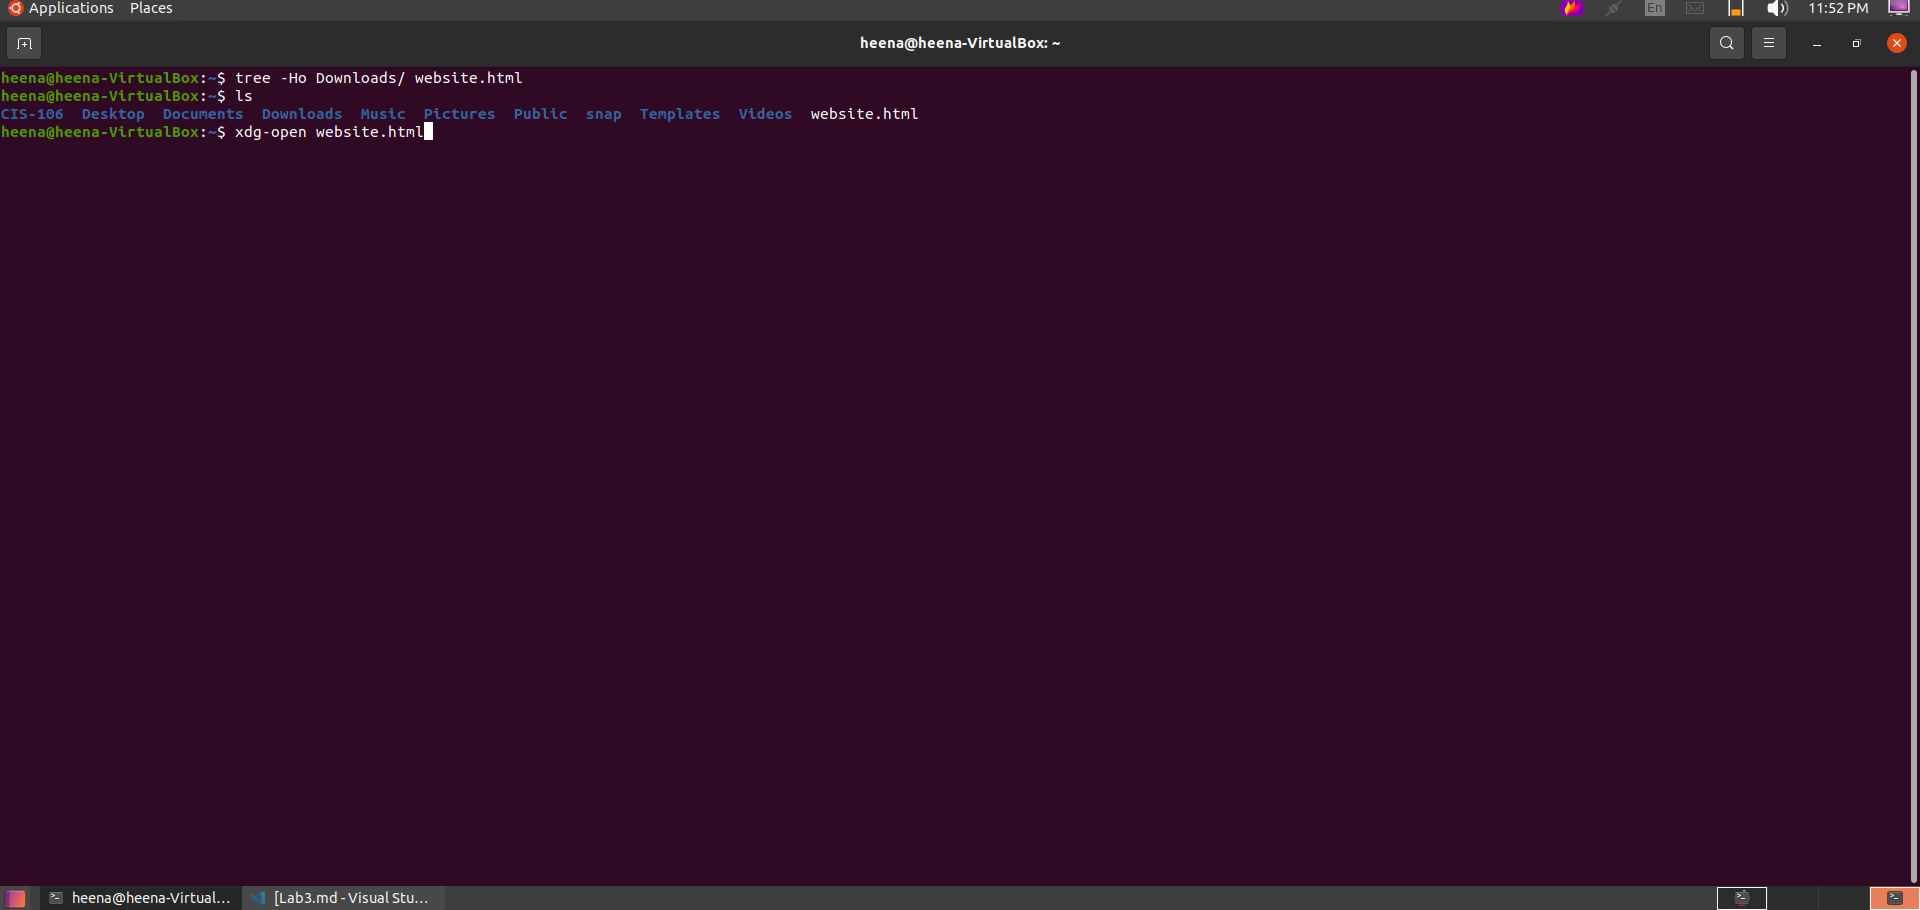 Applications Places En 11:52 PM
heena@heena-VirtualBox: ~
heena@heena-VirtualBox:~$ tree -Ho Downloads/ website.html
heena@heena-VirtualBox:~$ ls
CIS-106 Desktop Documents Downloads Music Pictures Public snap Templates Videos website.html
heena@heena-VirtualBox:~$ xdg-open website.html
heena@heena-Virtual... [Lab3.md - Visual Stu...